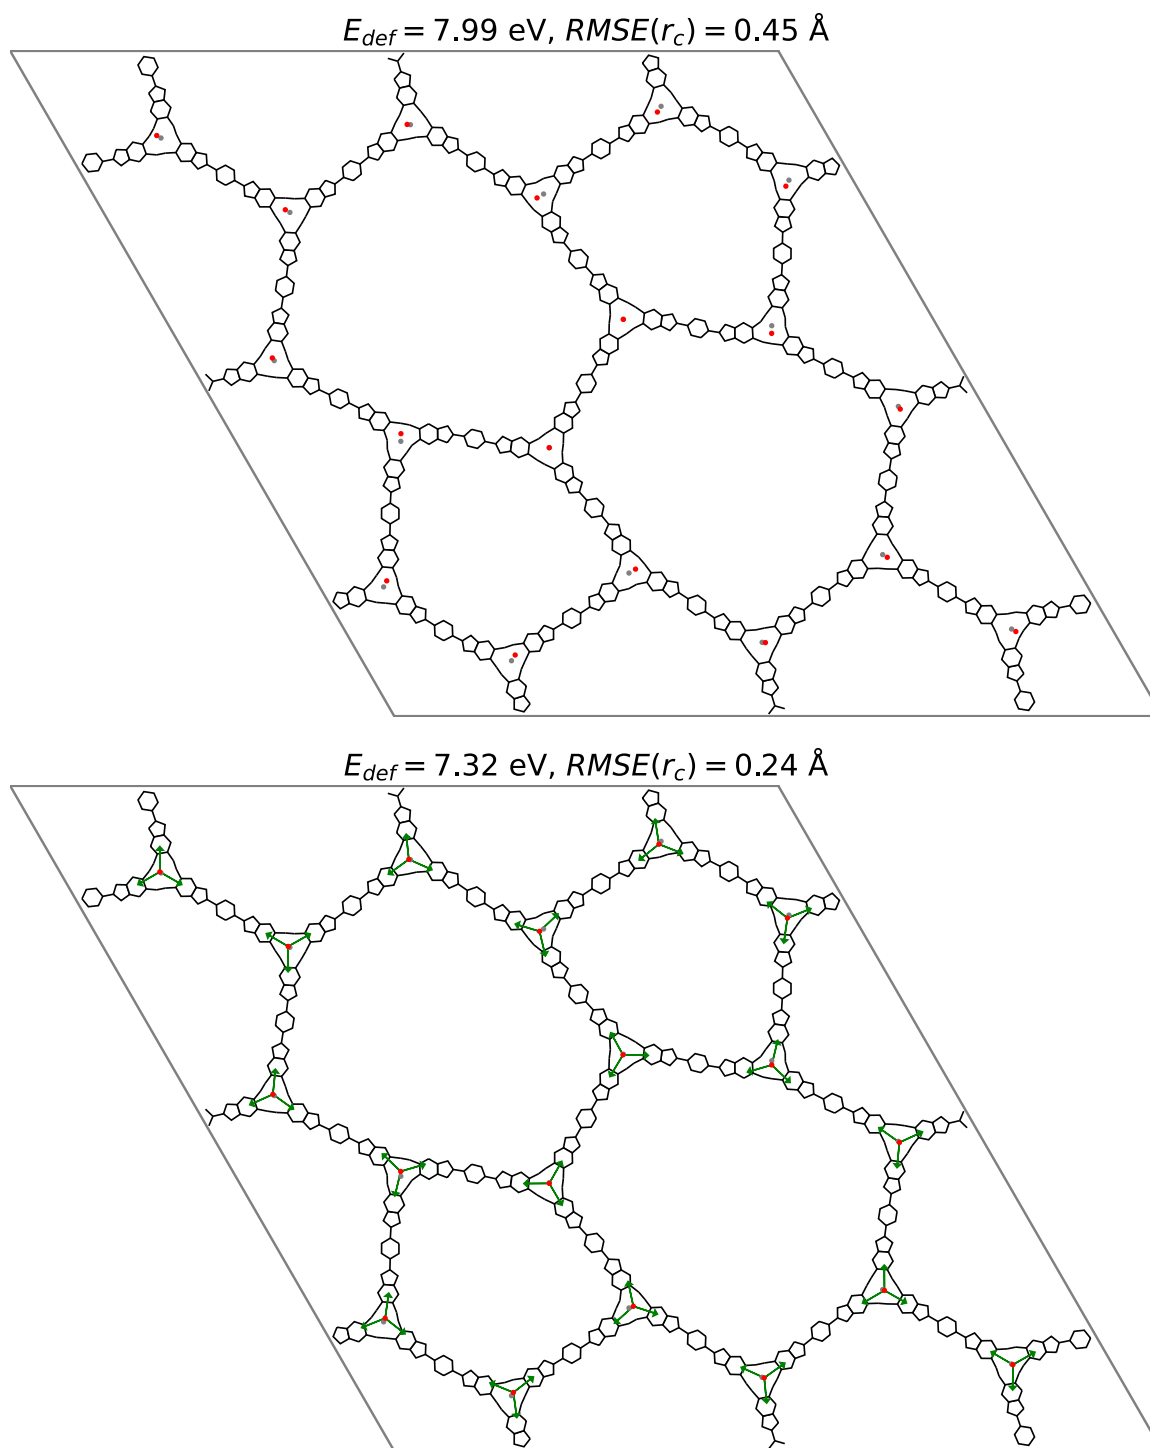 E_def = 7.99 eV, RMSE(r_c) = 0.45 Å
E_def = 7.32 eV, RMSE(r_c) = 0.24 Å